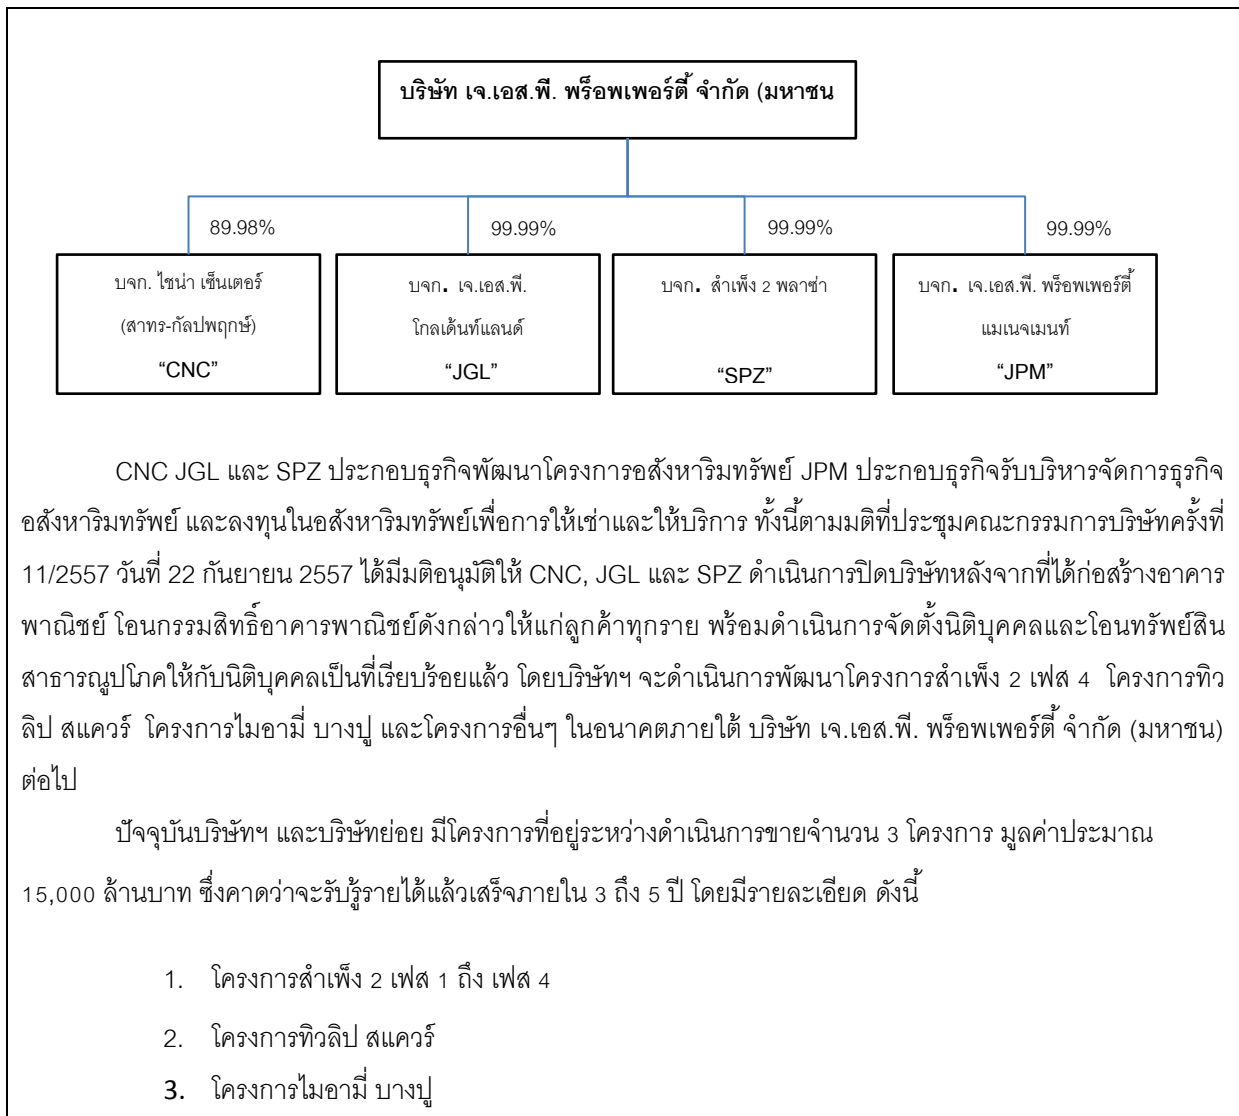 บริษัท เจ.เอส.พี. พร็อพเพอร์ตี้ จำกัด (มหาชน
89.98%
99.99%
99.99%
99.99%
บจก. ไชน่า เซ็นเตอร์
(สาทร-กัลปพฤกษ์)
“CNC”
บจก. เจ.เอส.พี.
โกลเด้นท์แลนด์
“JGL”
บจก. สำเพ็ง 2 พลาซ่า
“SPZ”
บจก. เจ.เอส.พี. พร็อพเพอร์ตี้
แมเนจเมนท์
“JPM”
CNC JGL และ SPZ ประกอบธุรกิจพัฒนาโครงการอสังหาริมทรัพย์ JPM ประกอบธุรกิจรับบริหารจัดการธุรกิจ
อสังหาริมทรัพย์ และลงทุนในอสังหาริมทรัพย์เพื่อการให้เช่าและให้บริการ ทั้งนี้ตามมติที่ประชุมคณะกรรมการบริษัทครั้งที่
11/2557 วันที่ 22 กันยายน 2557 ได้มีมติอนุมัติให้ CNC, JGL และ SPZ ดำเนินการปิดบริษัทหลังจากที่ได้ก่อสร้างอาคาร
พาณิชย์ โอนกรรมสิทธิ์อาคารพาณิชย์ดังกล่าวให้แก่ลูกค้าทุกราย พร้อมดำเนินการจัดตั้งนิติบุคคลและโอนทรัพย์สิน
สาธารณูปโภคให้กับนิติบุคคลเป็นที่เรียบร้อยแล้ว โดยบริษัทฯ จะดำเนินการพัฒนาโครงการสำเพ็ง 2 เฟส 4 โครงการทิว
ลิป สแควร์ โครงการไมอามี่ บางปู และโครงการอื่นๆ ในอนาคตภายใต้ บริษัท เจ.เอส.พี. พร็อพเพอร์ตี้ จำกัด (มหาชน)
ต่อไป
ปัจจุบันบริษัทฯ และบริษัทย่อย มีโครงการที่อยู่ระหว่างดำเนินการขายจำนวน 3 โครงการ มูลค่าประมาณ
15,000 ล้านบาท ซึ่งคาดว่าจะรับรู้รายได้แล้วเสร็จภายใน 3 ถึง 5 ปี โดยมีรายละเอียด ดังนี้
1. โครงการสำเพ็ง 2 เฟส 1 ถึง เฟส 4
2. โครงการทิวลิป สแควร์
3. โครงการไมอามี่ บางปู